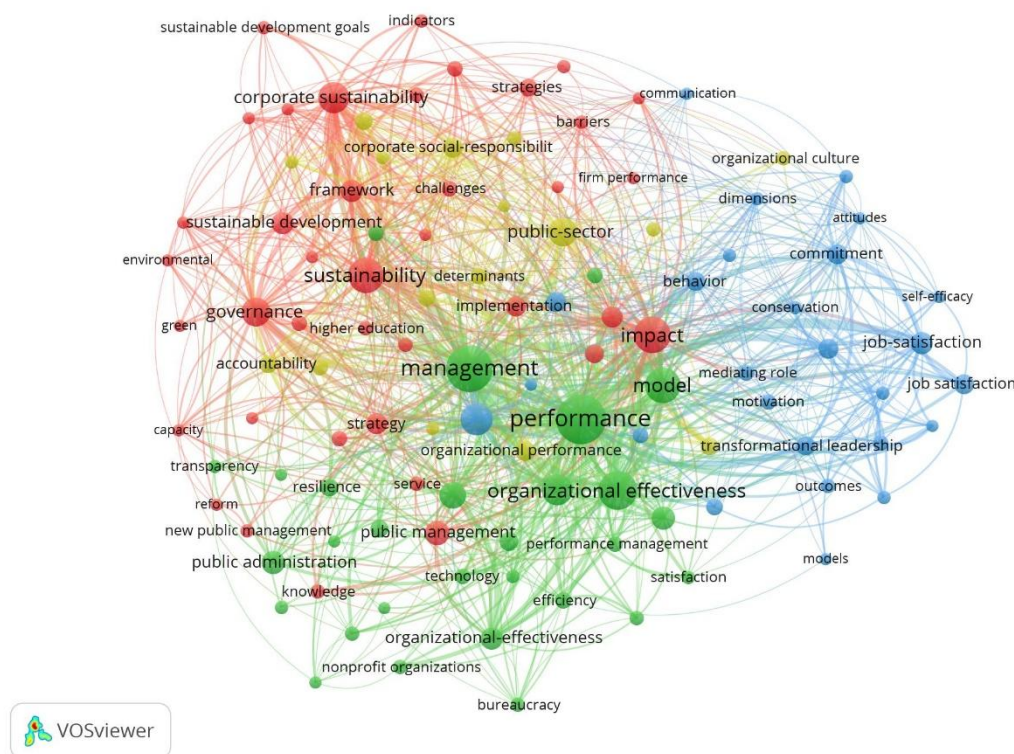 sustainable development goals
indicators
corporate sustainability
strategies
communication
barriers
corporate social-responsibilit
organizational culture
firm performance
framework
challenges
dimensions
attitudes
sustainable development
public-sector
commitment
environmental
sustainability
determinants
behavior
self-efficacy
governance
implementation
conservation
green
higher education
impact
job-satisfaction
accountability
management
mediating role
model
job satisfaction
motivation
capacity
strategy
performance
transformational leadership
organizational performance
transparency
resilience
service
organizational effectiveness
outcomes
reform
new public management
public management
performance management
models
public administration
technology
satisfaction
knowledge
efficiency
organizational-effectiveness
nonprofit organizations
bureaucracy
VOSviewer